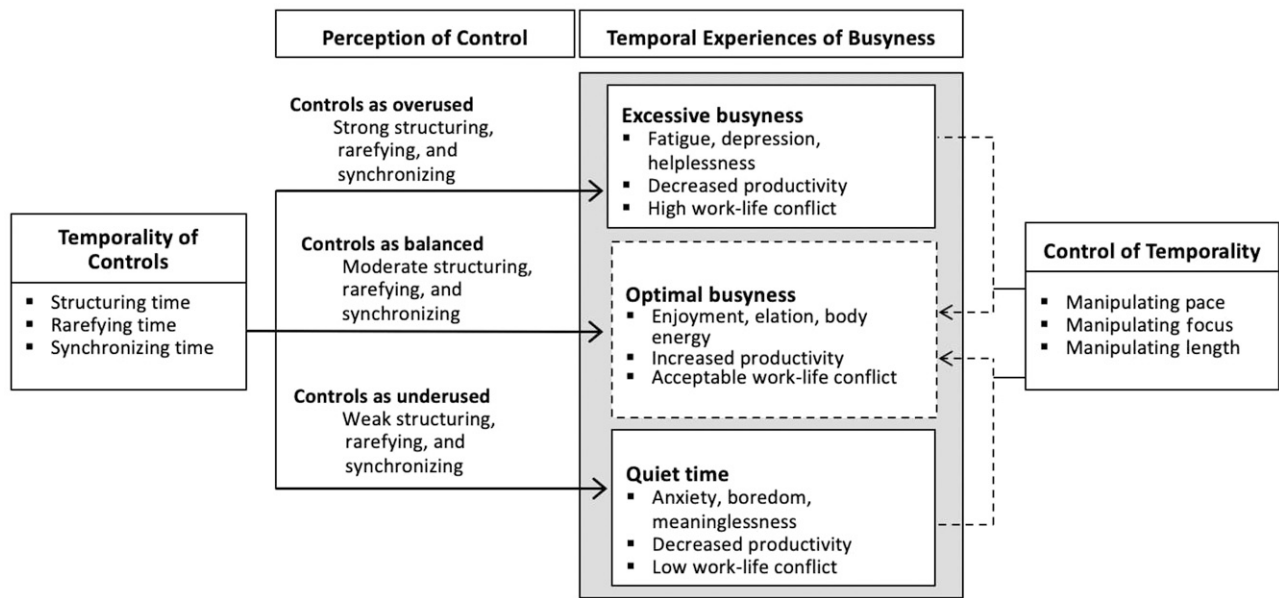 Perception of Control
Temporal Experiences of Busyness
Controls as overused
Strong structuring,
rarefying, and
synchronizing
Excessive busyness
▪ Fatigue, depression,
helplessness
▪ Decreased productivity
▪ High work-life conflict
Temporality of
Controls
▪ Structuring time
▪ Rarefying time
▪ Synchronizing time
Controls as balanced
Moderate structuring,
rarefying, and
synchronizing
Optimal busyness
▪ Enjoyment, elation, body
energy
▪ Increased productivity
▪ Acceptable work-life conflict
Control of Temporality
▪ Manipulating pace
▪ Manipulating focus
▪ Manipulating length
Controls as underused
Weak structuring,
rarefying, and
synchronizing
Quiet time
▪ Anxiety, boredom,
meaninglessness
▪ Decreased productivity
▪ Low work-life conflict